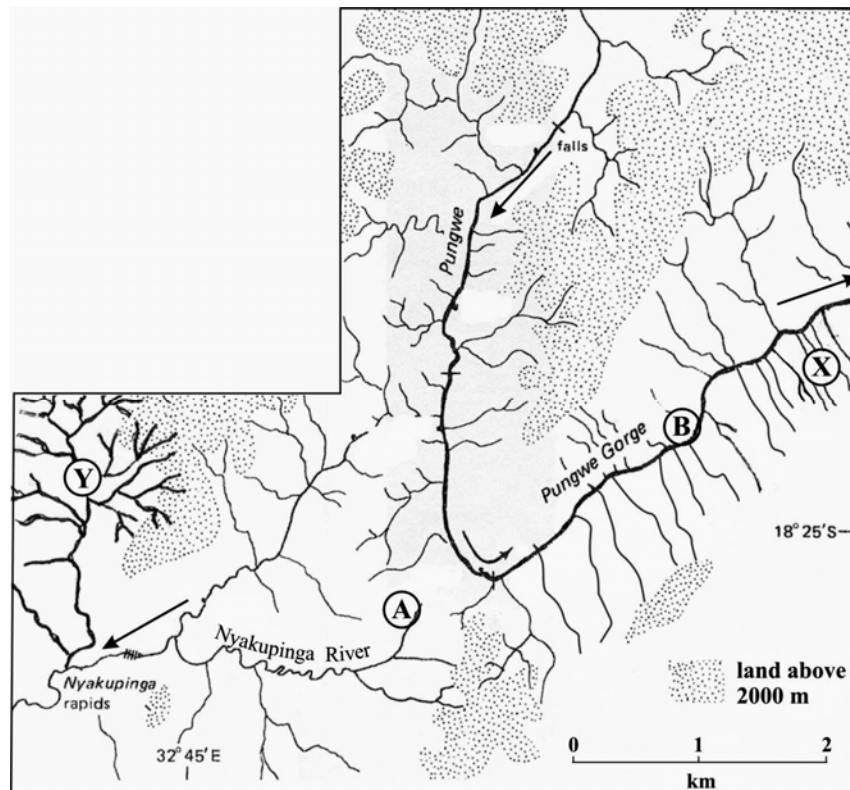 falls
Pungwe
X
B
Pungwe Gorge
Y
18° 25'S
A
Nyakupinga River
Nyakupinga
rapids
land above
2000 m
32° 45'E
0 1 2
km